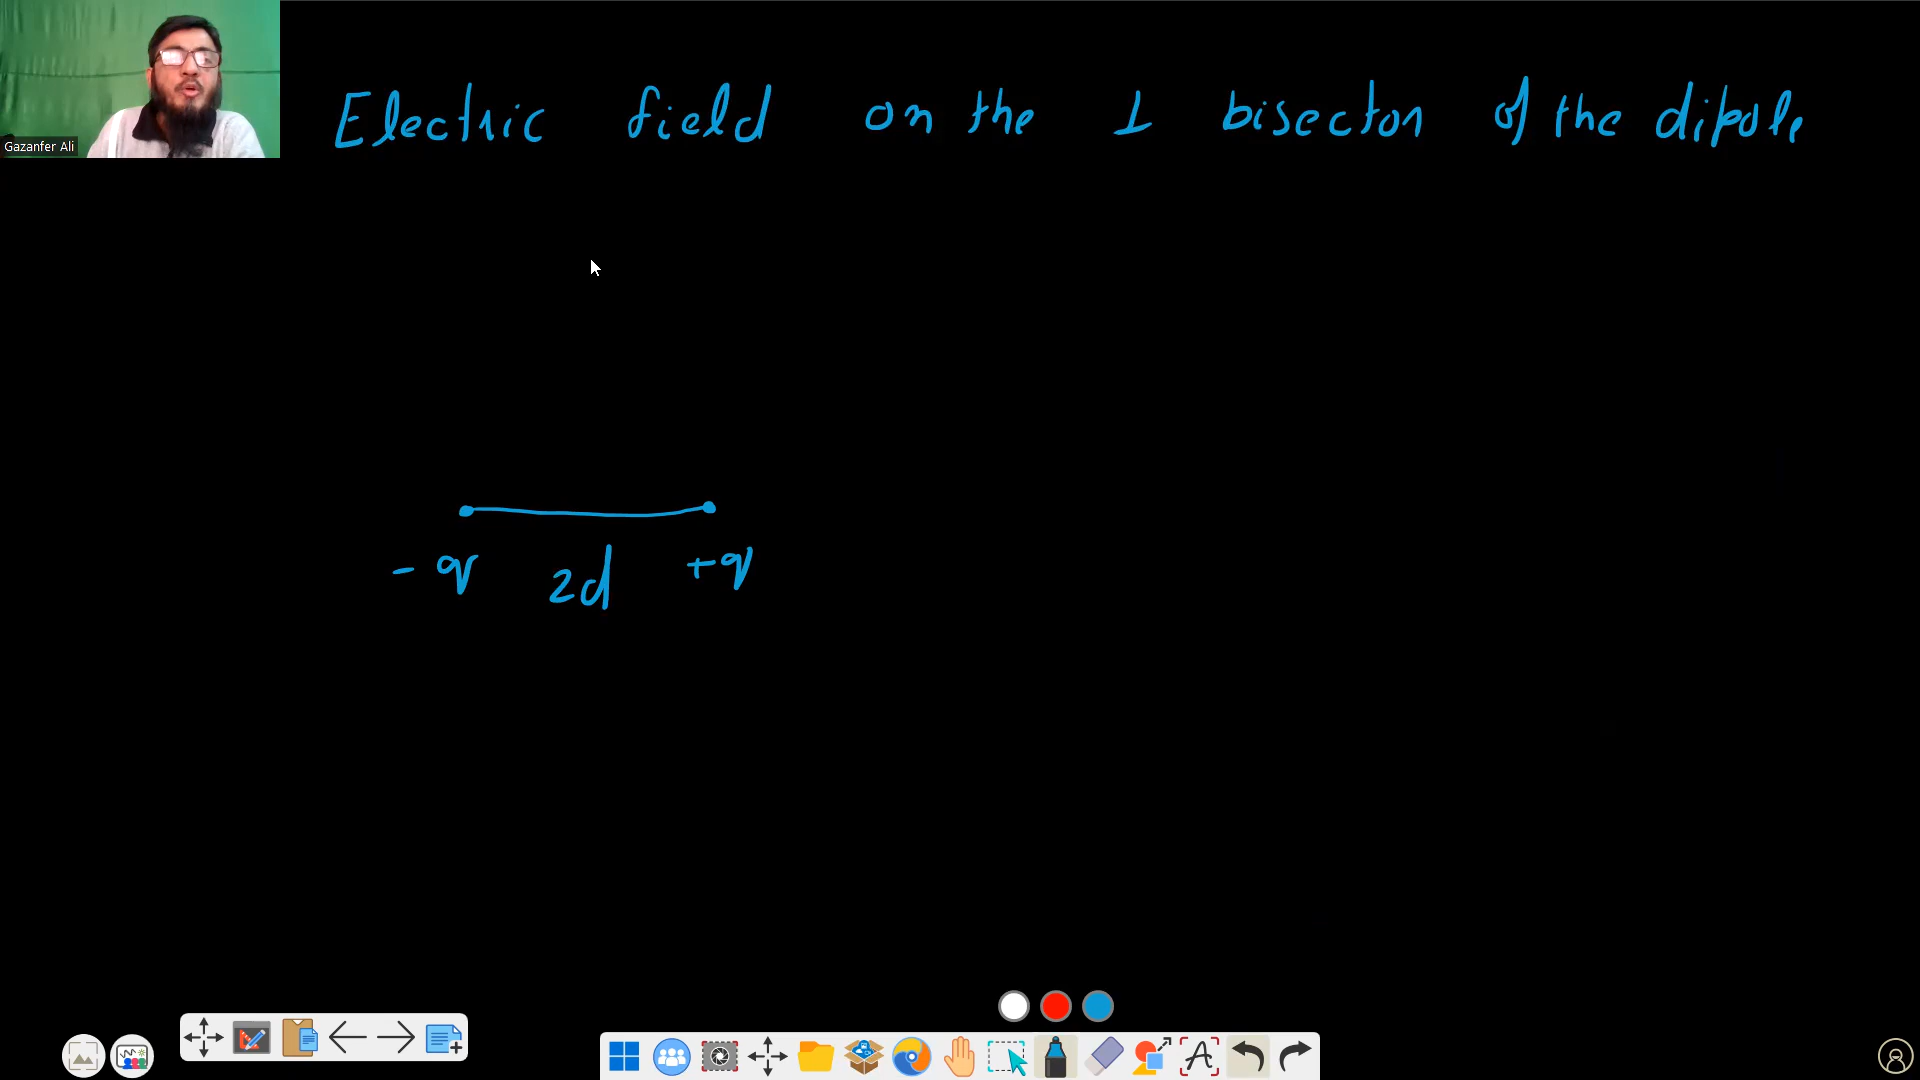 Electric field on the ⊥ bisector of the dipole
Gazanfer Ali
- q 2d +q